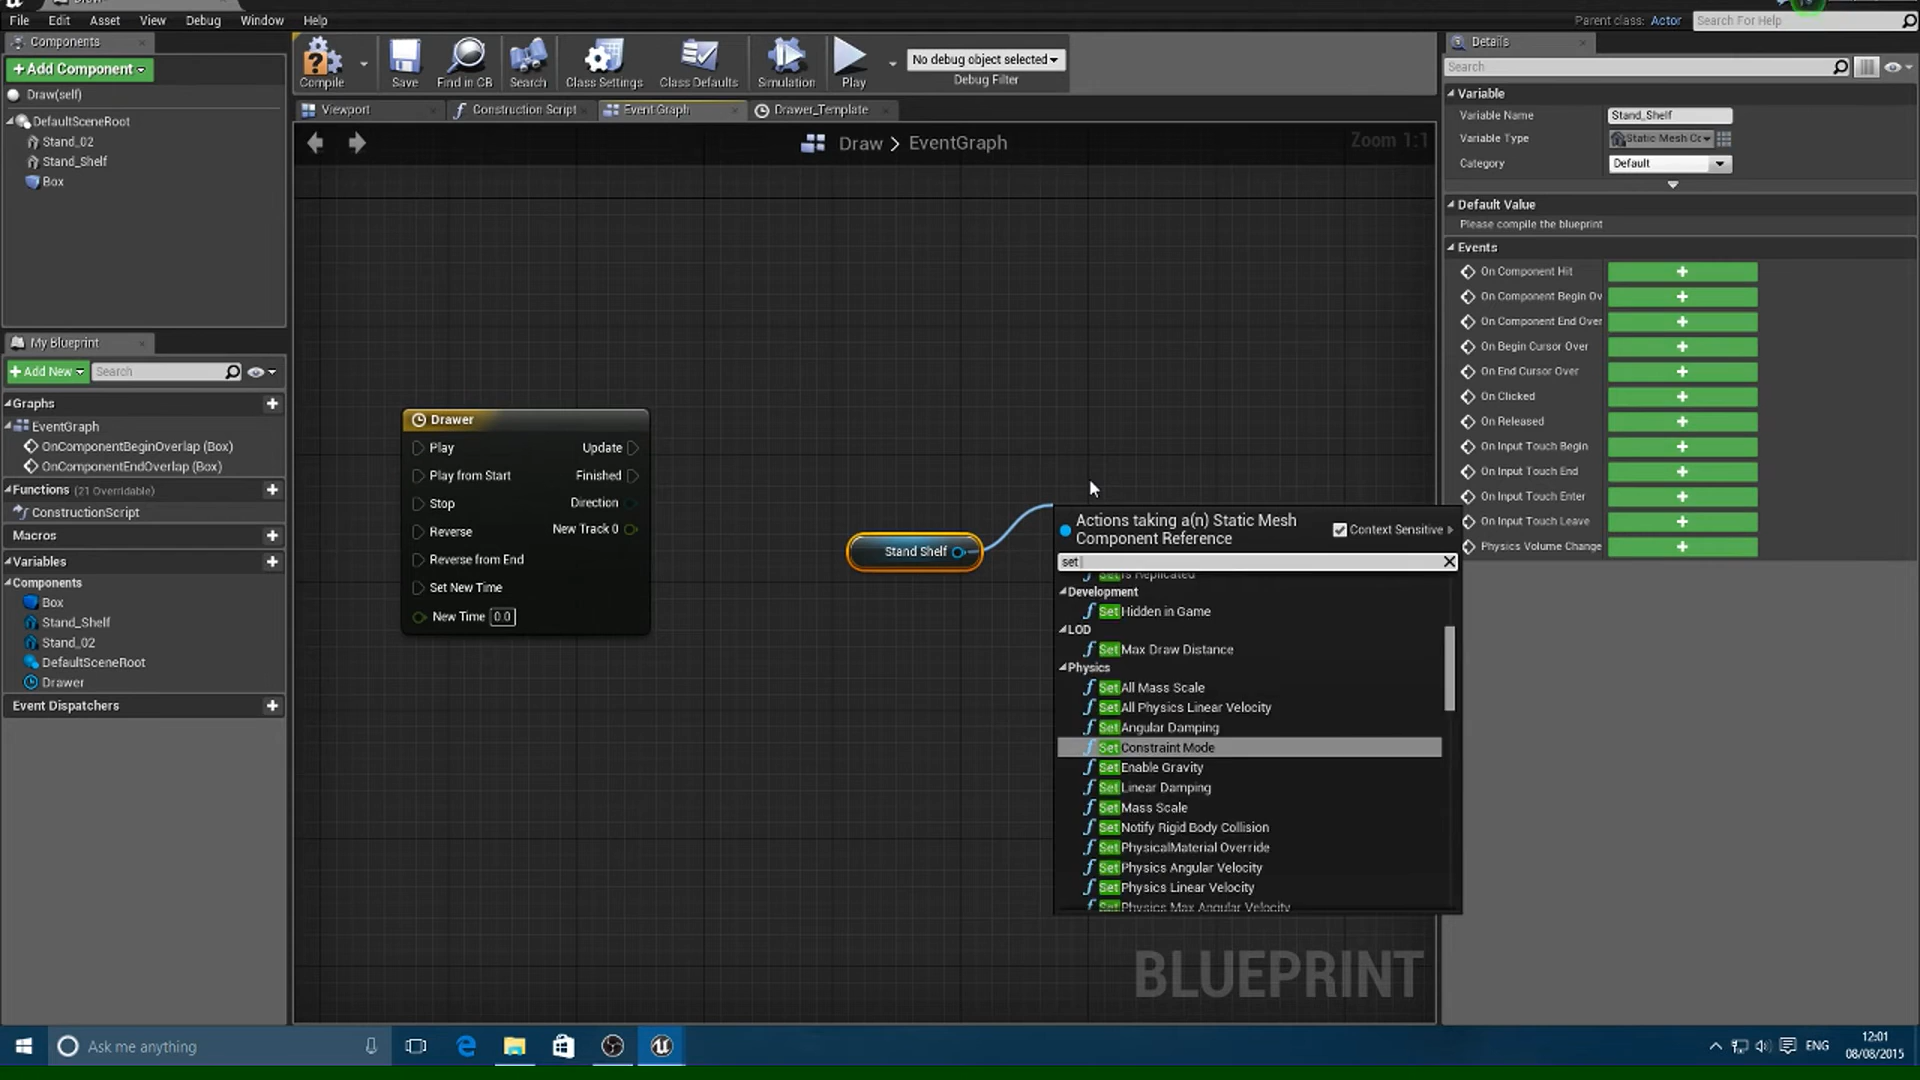 File Edit Asset View Debug Window Help
Parent class: Actor
Search For Help
Components
Details
+Add Component
Compile
Save
Find in CB
Search
Class Settings
Class Defaults
Simulation
Play
No debug object selected
Debug Filter
Search
Draw(self)
Variable
Viewport
Construction Script
Event Graph
Drawer_Template
Variable Name
Stand_Shelf
DefaultSceneRoot
Variable Type
Static Mesh Cc
Stand_02
Draw > EventGraph
Zoom 1:1
Category
Default
Stand_Shelf
Box
Default Value
Please compile the blueprint
Events
On Component Hit
On Component Begin Ov
On Component End Over
On Begin Cursor Over
On End Cursor Over
On Clicked
On Released
On Input Touch Begin
On Input Touch End
On Input Touch Enter
On Input Touch Leave
Physics Volume Change
My Blueprint
+Add New
Search
Graphs
EventGraph
OnComponentBeginOverlap (Box)
OnComponentEndOverlap (Box)
Functions (21 Overridable)
ConstructionScript
Macros
Variables
Components
Box
Stand_Shelf
Stand_02
DefaultSceneRoot
Drawer
Event Dispatchers
Drawer
Play
Update
Play from Start
Finished
Stop
Direction
Reverse
New Track 0
Reverse from End
Set New Time
New Time 0.0
Stand Shelf
Actions taking a(n) Static Mesh
Component Reference
Context Sensitive
set
Set Is Replicated
Development
Set Hidden in Game
LOD
Set Max Draw Distance
Physics
Set All Mass Scale
Set All Physics Linear Velocity
Set Angular Damping
Set Constraint Mode
Set Enable Gravity
Set Linear Damping
Set Mass Scale
Set Notify Rigid Body Collision
Set PhysicalMaterial Override
Set Physics Angular Velocity
Set Physics Linear Velocity
Set Physics Max Angular Velocity
BLUEPRINT
Ask me anything
ENG
12:01
08/08/2015